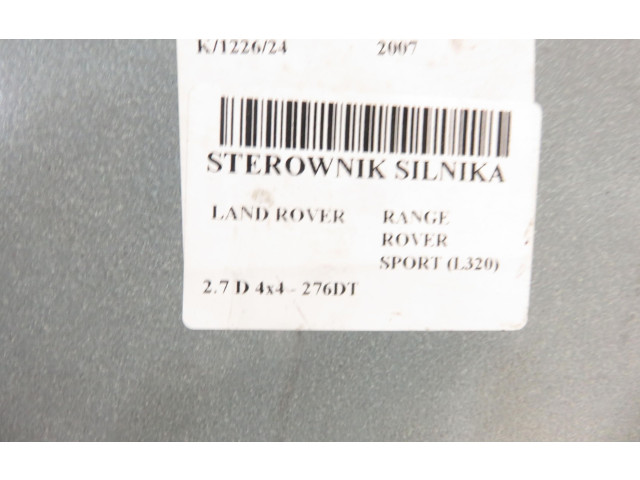 K/1226/24 2007
STEROWNIK SILNIKA
LAND ROVER RANGE
ROVER
SPORT (L320)
2.7 D 4x4 - 276DT